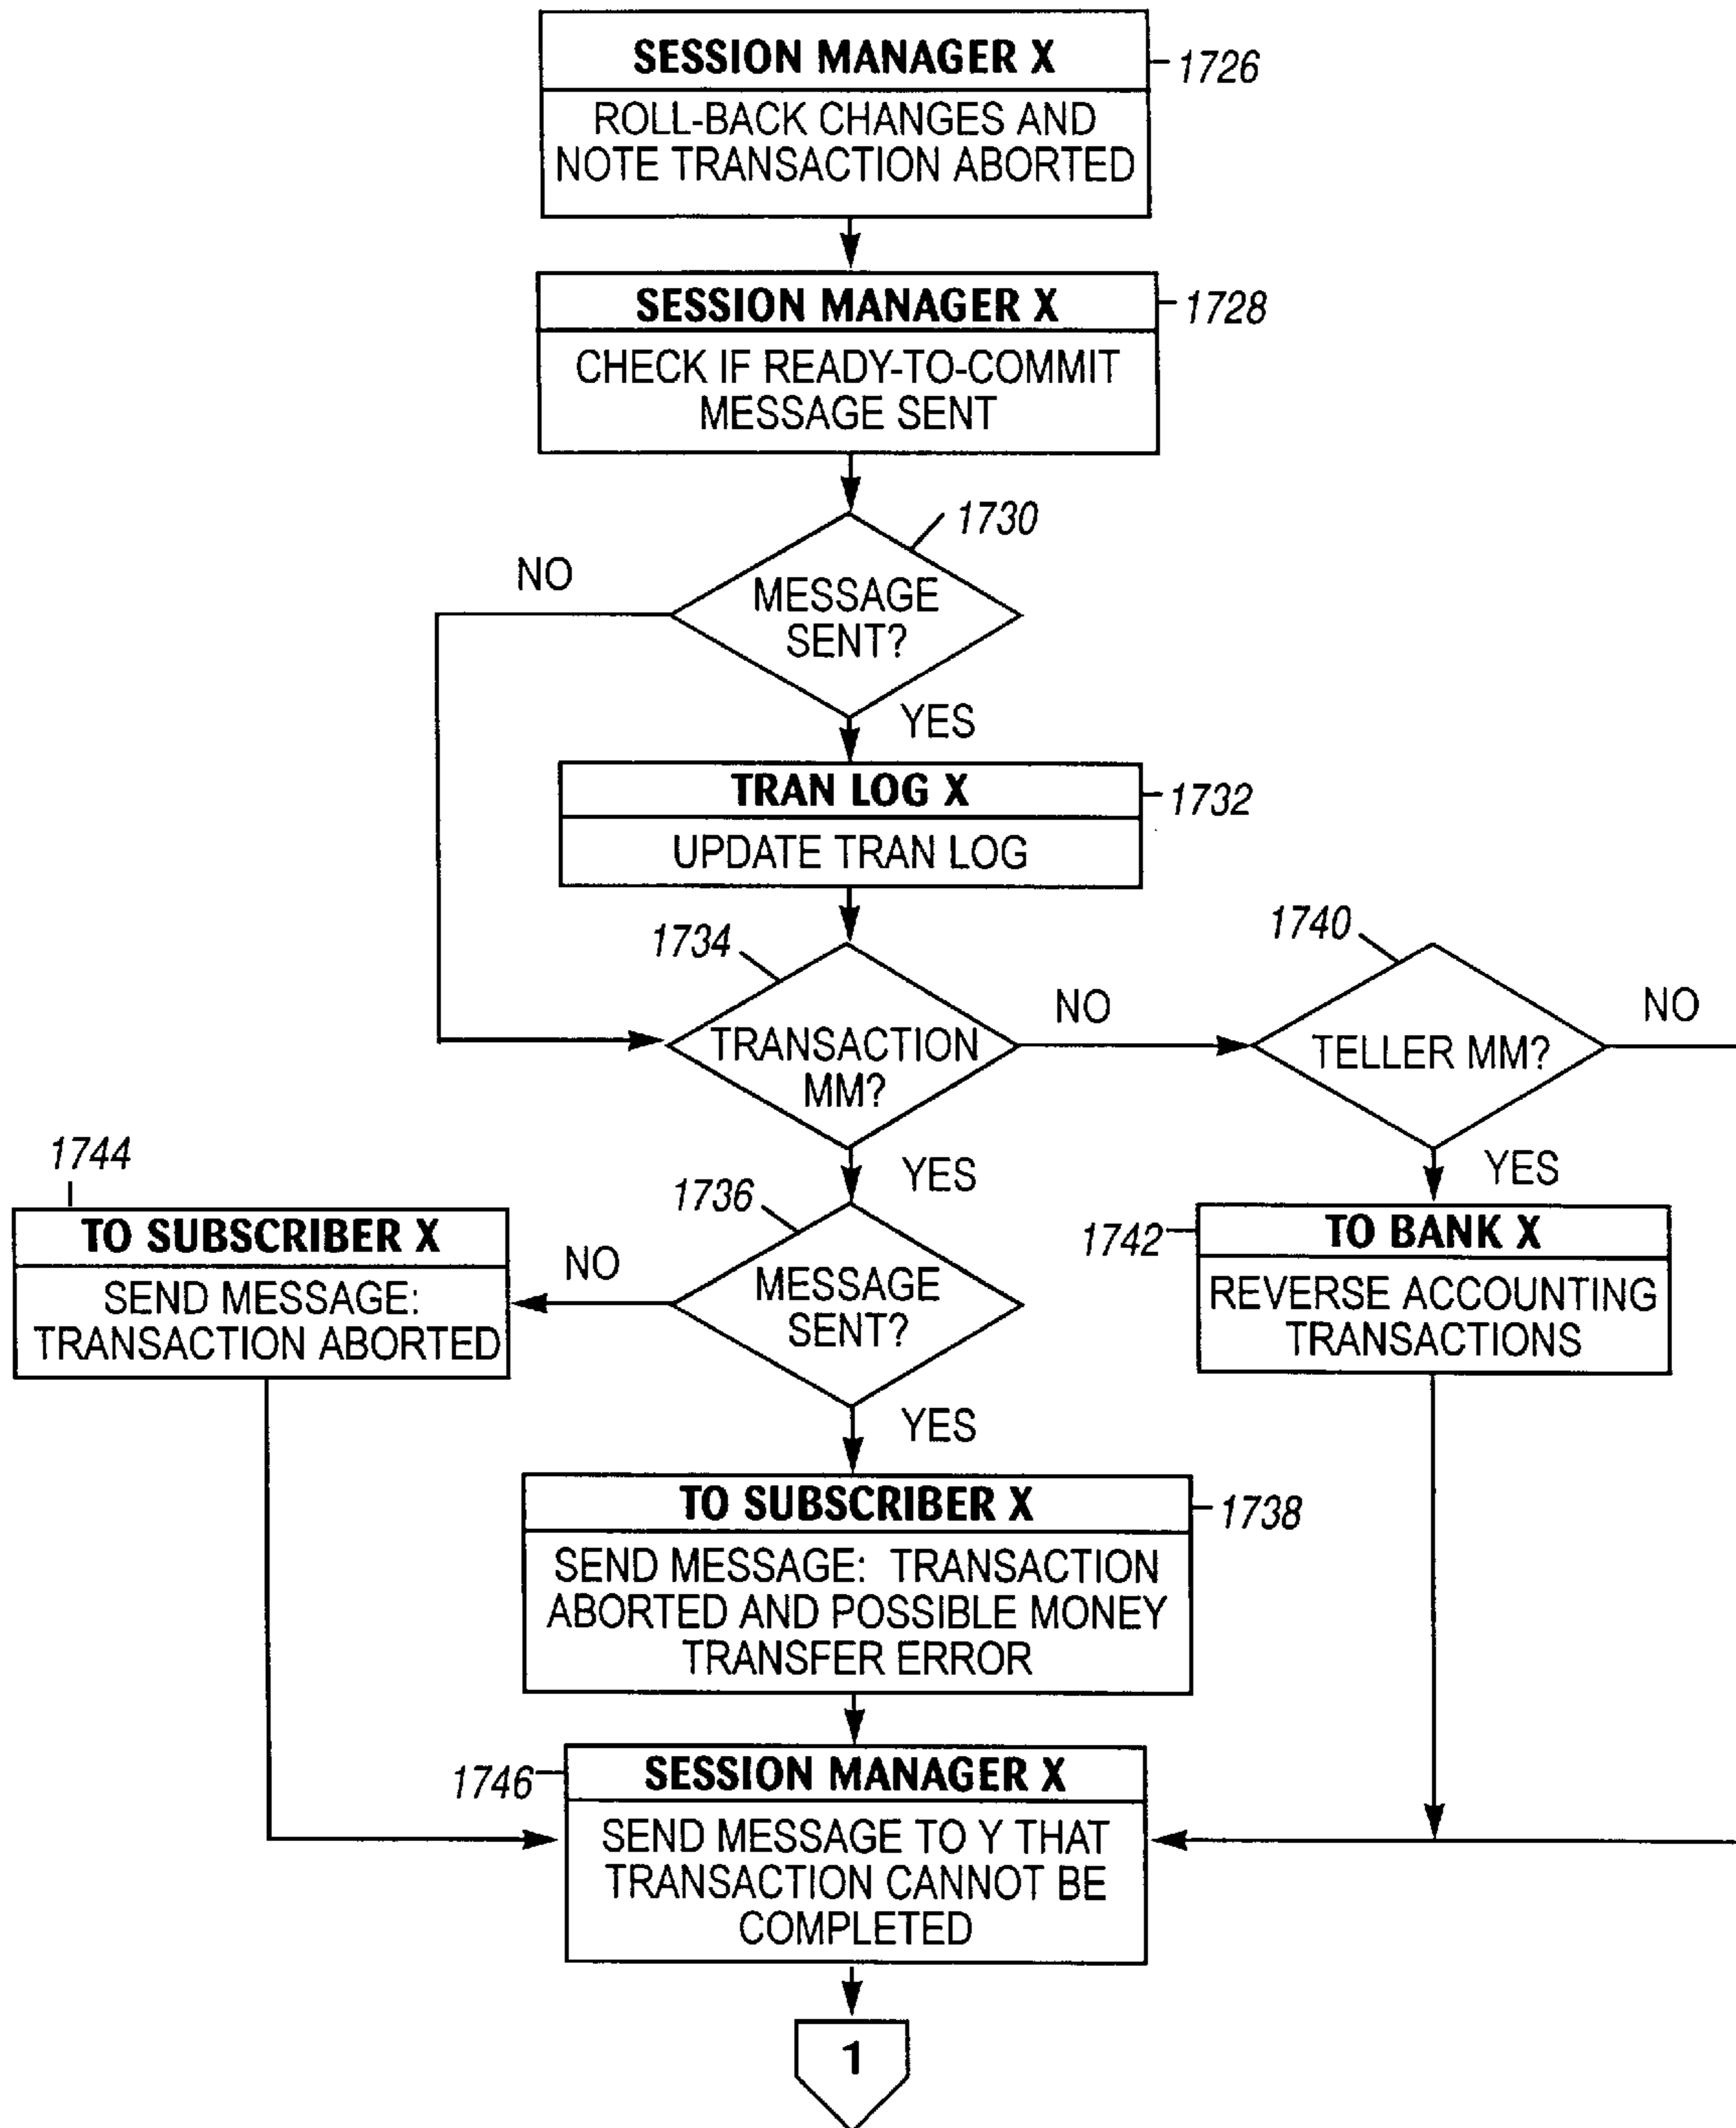 SESSION MANAGER X
1726
ROLL-BACK CHANGES AND
NOTE TRANSACTION ABORTED
SESSION MANAGER X
1728
CHECK IF READY-TO-COMMIT
MESSAGE SENT
1730
NO
MESSAGE
SENT?
YES
TRAN LOG X
1732
UPDATE TRAN LOG
1734
1740
TRANSACTION
MM?
NO
TELLER MM?
NO
YES
YES
1744
TO SUBSCRIBER X
SEND MESSAGE:
TRANSACTION ABORTED
1736
NO
MESSAGE
SENT?
YES
1742
TO BANK X
REVERSE ACCOUNTING
TRANSACTIONS
TO SUBSCRIBER X
1738
SEND MESSAGE: TRANSACTION
ABORTED AND POSSIBLE MONEY
TRANSFER ERROR
1746
SESSION MANAGER X
SEND MESSAGE TO Y THAT
TRANSACTION CANNOT BE
COMPLETED
1